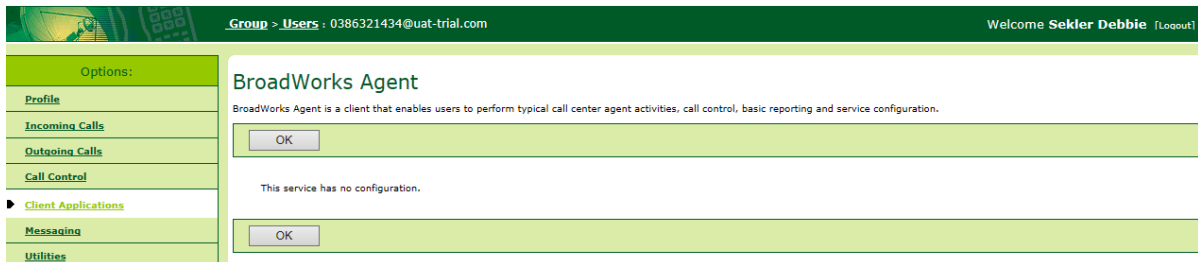 Group > Users : 0386321434@uat-trial.com
Welcome Sekler Debbie [Logout]
Options:
Profile
Incoming Calls
Outgoing Calls
Call Control
Client Applications
Messaging
Utilities
BroadWorks Agent
BroadWorks Agent is a client that enables users to perform typical call center agent activities, call control, basic reporting and service configuration.
OK
This service has no configuration.
OK